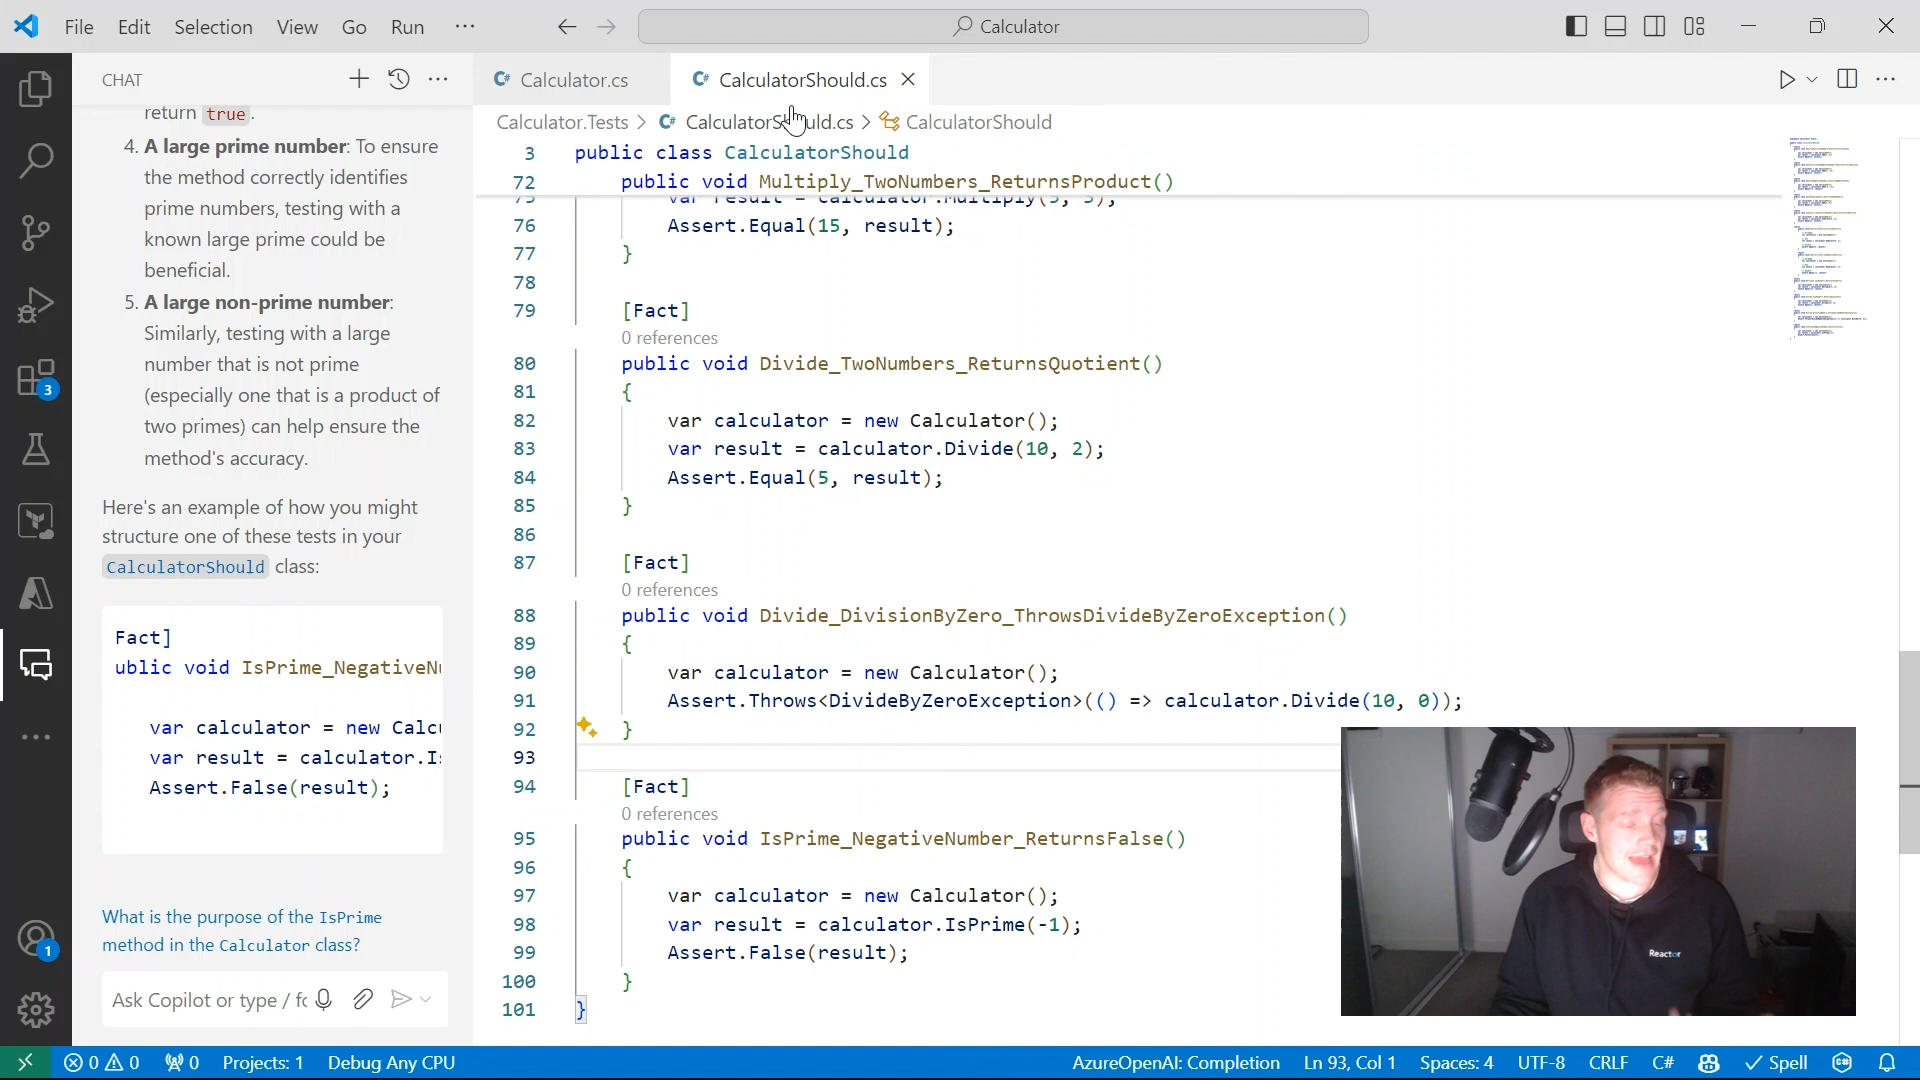 File Edit Selection View Go Run ···
Calculator
CHAT
Calculator.cs
CalculatorShould.cs
Calculator.Tests > CalculatorShould.cs > CalculatorShould
return true.
4. A large prime number: To ensure
the method correctly identifies
prime numbers, testing with a
known large prime could be
beneficial.
5. A large non-prime number:
Similarly, testing with a large
number that is not prime
(especially one that is a product of
two primes) can help ensure the
method's accuracy.
Here's an example of how you might
structure one of these tests in your
CalculatorShould class:
Fact]
ublic void IsPrime_NegativeN
var calculator = new Calc
var result = calculator.I
Assert.False(result);
What is the purpose of the IsPrime
method in the Calculator class?
Ask Copilot or type / fo
3
1
3 public class CalculatorShould
72 public void Multiply_TwoNumbers_ReturnsProduct()
75 var result = calculator.Multiply(5, 3);
76 Assert.Equal(15, result);
77 }
78
79 [Fact]
0 references
80 public void Divide_TwoNumbers_ReturnsQuotient()
81 {
82 var calculator = new Calculator();
83 var result = calculator.Divide(10, 2);
84 Assert.Equal(5, result);
85 }
86
87 [Fact]
0 references
88 public void Divide_DivisionByZero_ThrowsDivideByZeroException()
89 {
90 var calculator = new Calculator();
91 Assert.Throws<DivideByZeroException>(() => calculator.Divide(10, 0));
92 }
93
94 [Fact]
0 references
95 public void IsPrime_NegativeNumber_ReturnsFalse()
96 {
97 var calculator = new Calculator();
98 var result = calculator.IsPrime(-1);
99 Assert.False(result);
100 }
101 }
Reactor
0 0 0 Projects: 1 Debug Any CPU
AzureOpenAI: Completion Ln 93, Col 1 Spaces: 4 UTF-8 CRLF C# Spell